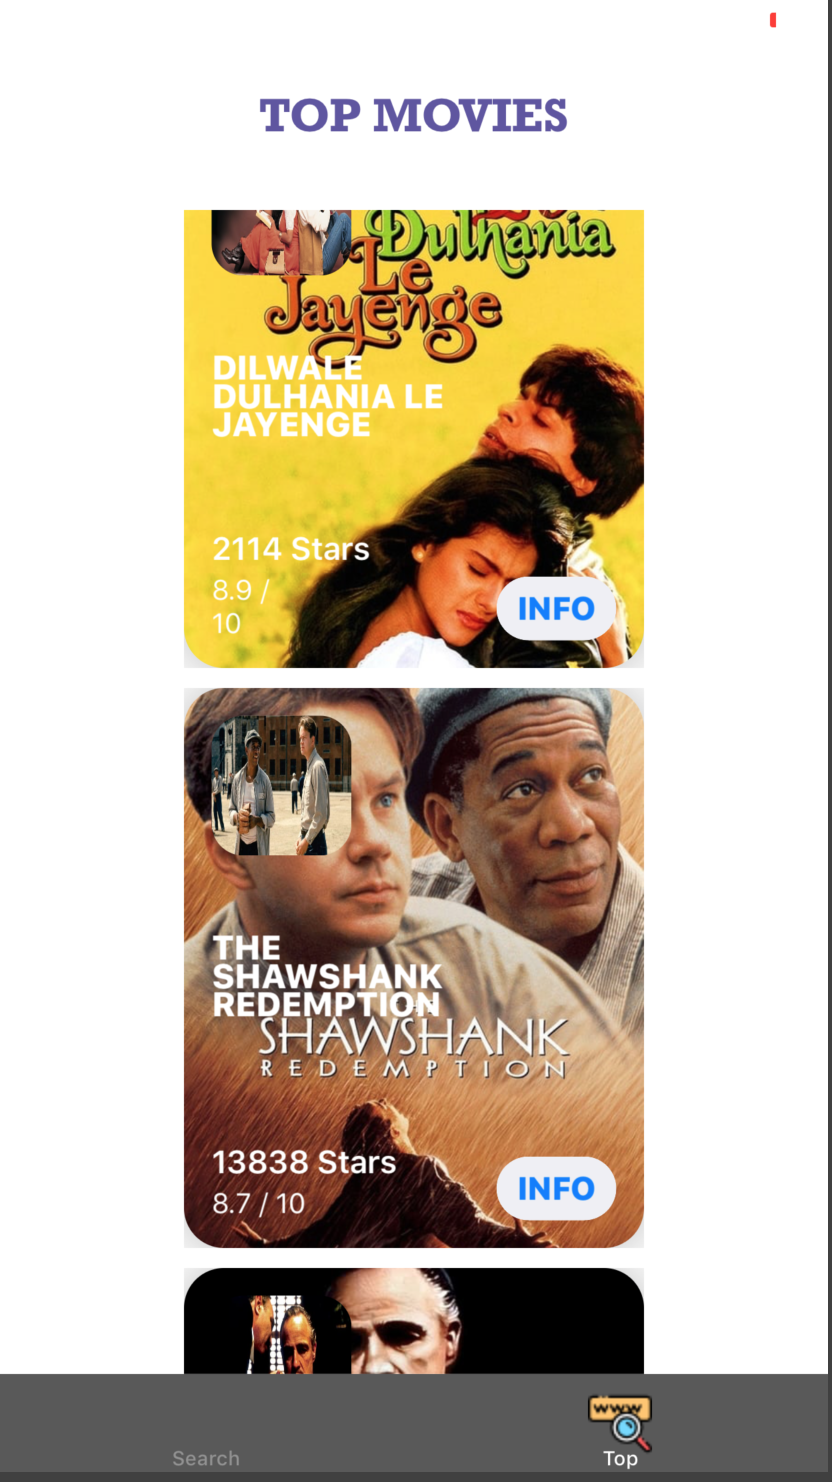 TOP MOVIES
Dulhania
Le
Jayenge
DILWALE
DULHANIA LE
JAYENGE
2114 Stars
8.9 /
10
INFO
THE
SHAWSHANK
REDEMPTION
SHAWSHANK
REDEMPTION
13838 Stars
8.7 / 10
INFO
www
Search
Top